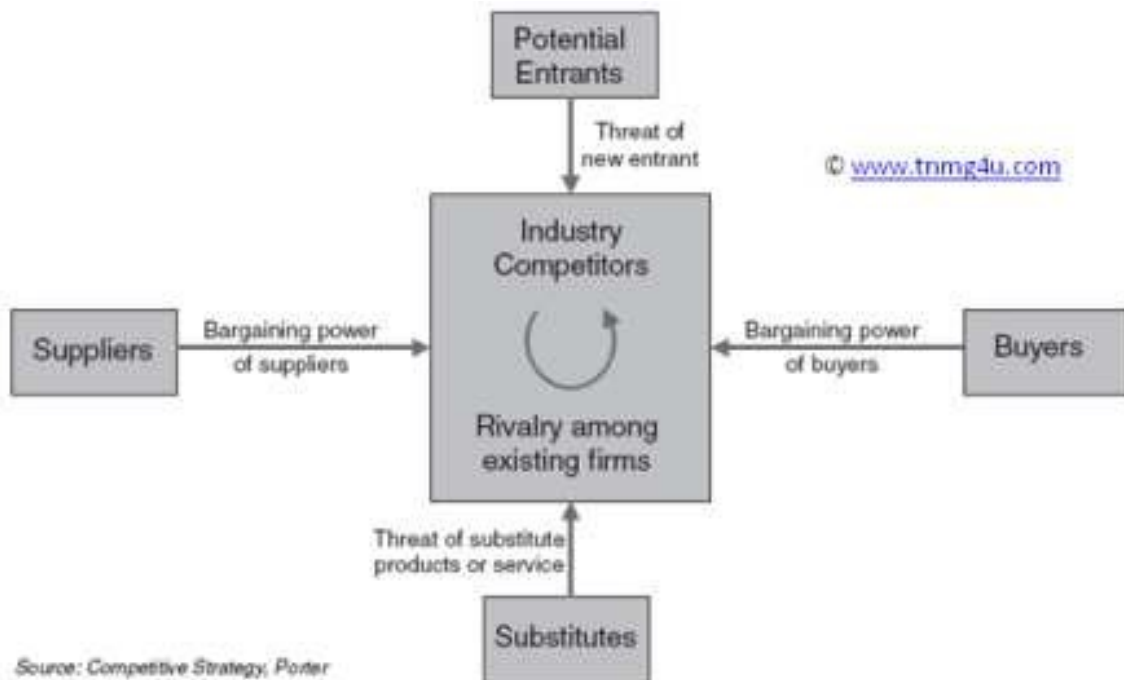 Potential
Entrants
Threat of
new entrant
© www.tnmg4u.com
Industry
Competitors
Suppliers
Bargaining power
of suppliers
Bargaining power
of buyers
Buyers
Rivalry among
existing firms
Threat of substitute
products or service
Substitutes
Source: Competitive Strategy, Porter